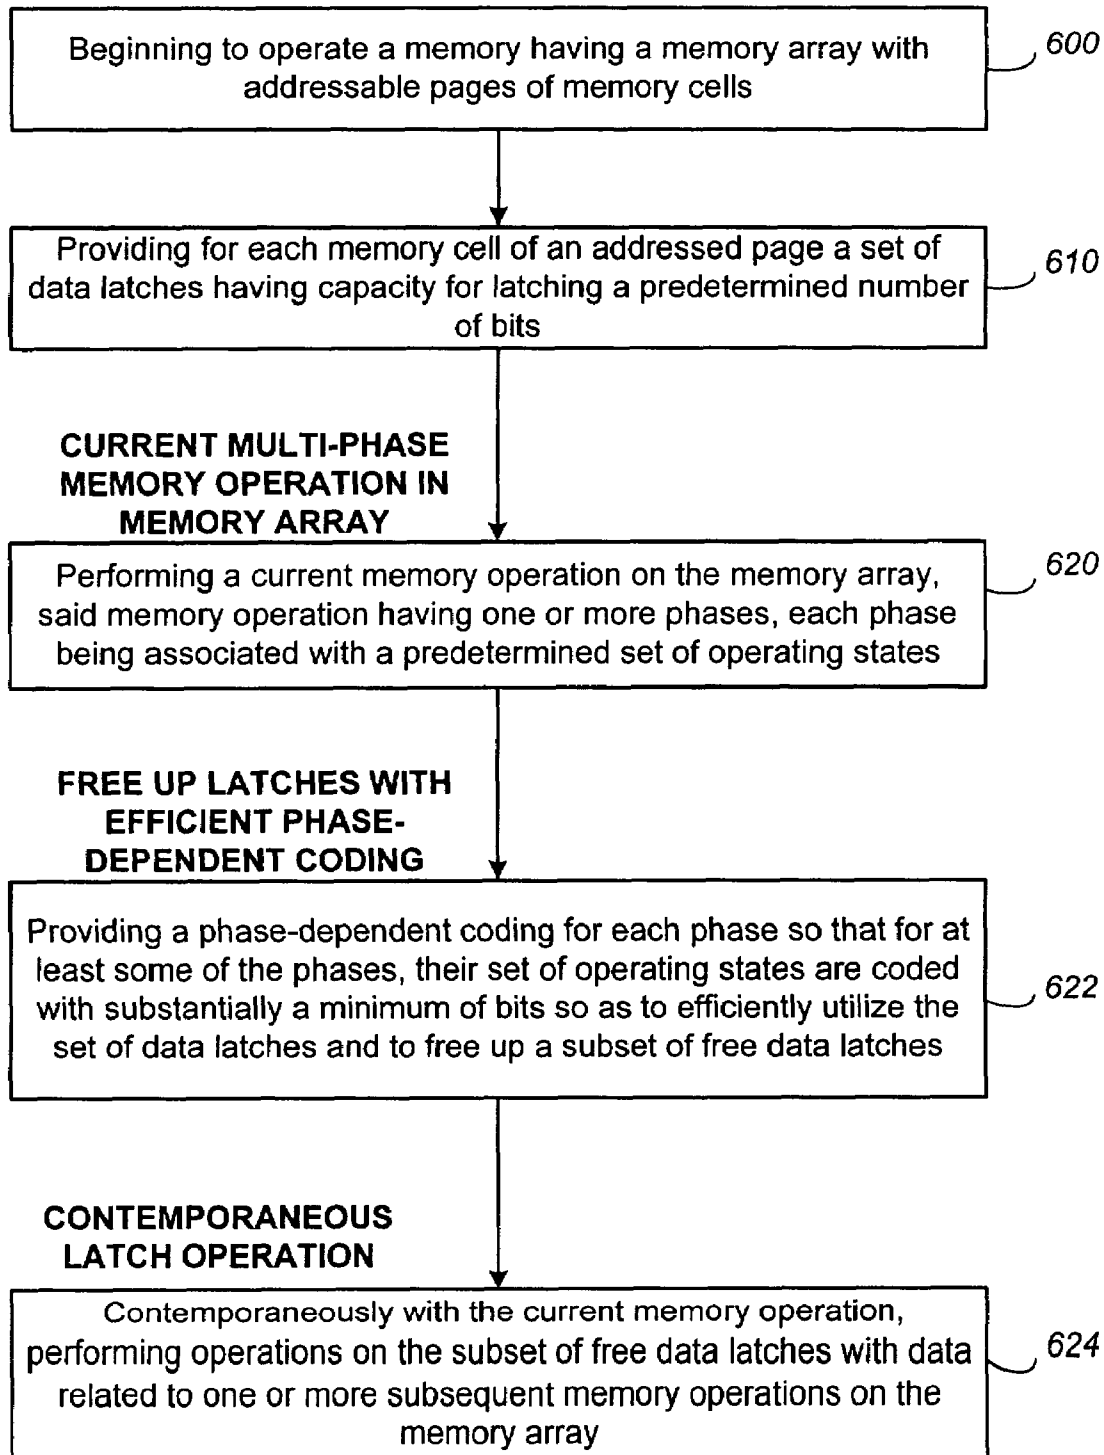 Beginning to operate a memory having a memory array with
addressable pages of memory cells
600
Providing for each memory cell of an addressed page a set of
data latches having capacity for latching a predetermined number
of bits
610
CURRENT MULTI-PHASE
MEMORY OPERATION IN
MEMORY ARRAY
Performing a current memory operation on the memory array,
said memory operation having one or more phases, each phase
being associated with a predetermined set of operating states
620
FREE UP LATCHES WITH
EFFICIENT PHASE-
DEPENDENT CODING
Providing a phase-dependent coding for each phase so that for at
least some of the phases, their set of operating states are coded
with substantially a minimum of bits so as to efficiently utilize the
set of data latches and to free up a subset of free data latches
622
CONTEMPORANEOUS
LATCH OPERATION
Contemporaneously with the current memory operation,
performing operations on the subset of free data latches with data
related to one or more subsequent memory operations on the
memory array
624